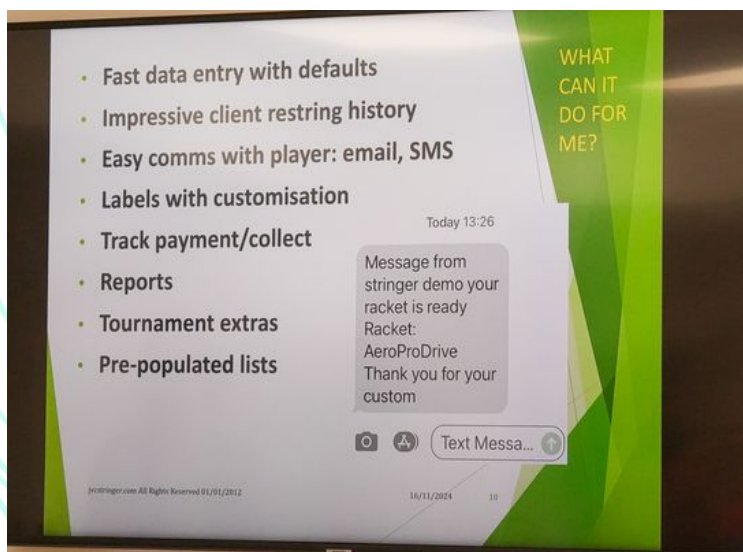 WHAT
CAN IT
DO FOR
ME?
• Fast data entry with defaults
• Impressive client restring history
• Easy comms with player: email, SMS
• Labels with customisation
• Track payment/collect
• Reports
• Tournament extras
• Pre-populated lists
Today 13:26
Message from
stringer demo your
racket is ready
Racket:
AeroProDrive
Thank you for your
custom
Text Messa...
All Rights Reserved 01/01/2012
16/11/2024
10